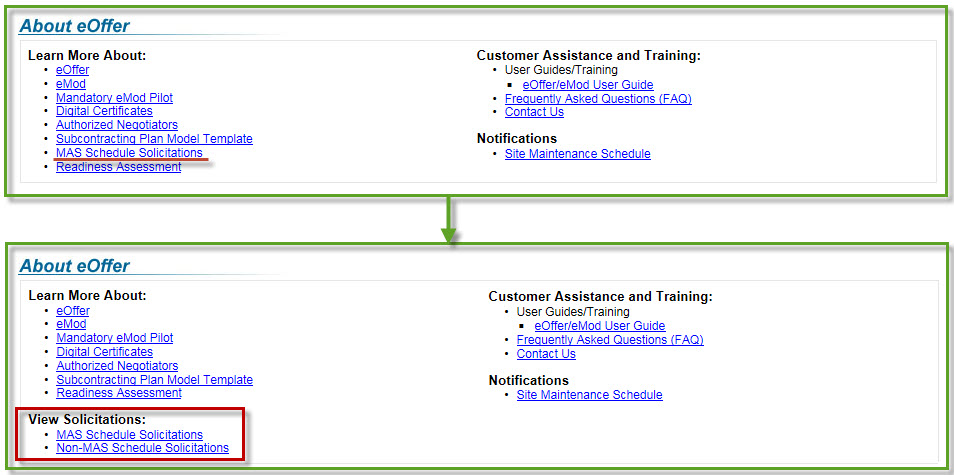 About eOffer
Learn More About:
• eOffer
• eMod
• Mandatory eMod Pilot
• Digital Certificates
• Authorized Negotiators
• Subcontracting Plan Model Template
• MAS Schedule Solicitations
• Readiness Assessment
Customer Assistance and Training:
• User Guides/Training
▪ eOffer/eMod User Guide
• Frequently Asked Questions (FAQ)
• Contact Us
Notifications
• Site Maintenance Schedule
About eOffer
Learn More About:
• eOffer
• eMod
• Mandatory eMod Pilot
• Digital Certificates
• Authorized Negotiators
• Subcontracting Plan Model Template
• Readiness Assessment
View Solicitations:
• MAS Schedule Solicitations
• Non-MAS Schedule Solicitations
Customer Assistance and Training:
• User Guides/Training
▪ eOffer/eMod User Guide
• Frequently Asked Questions (FAQ)
• Contact Us
Notifications
• Site Maintenance Schedule